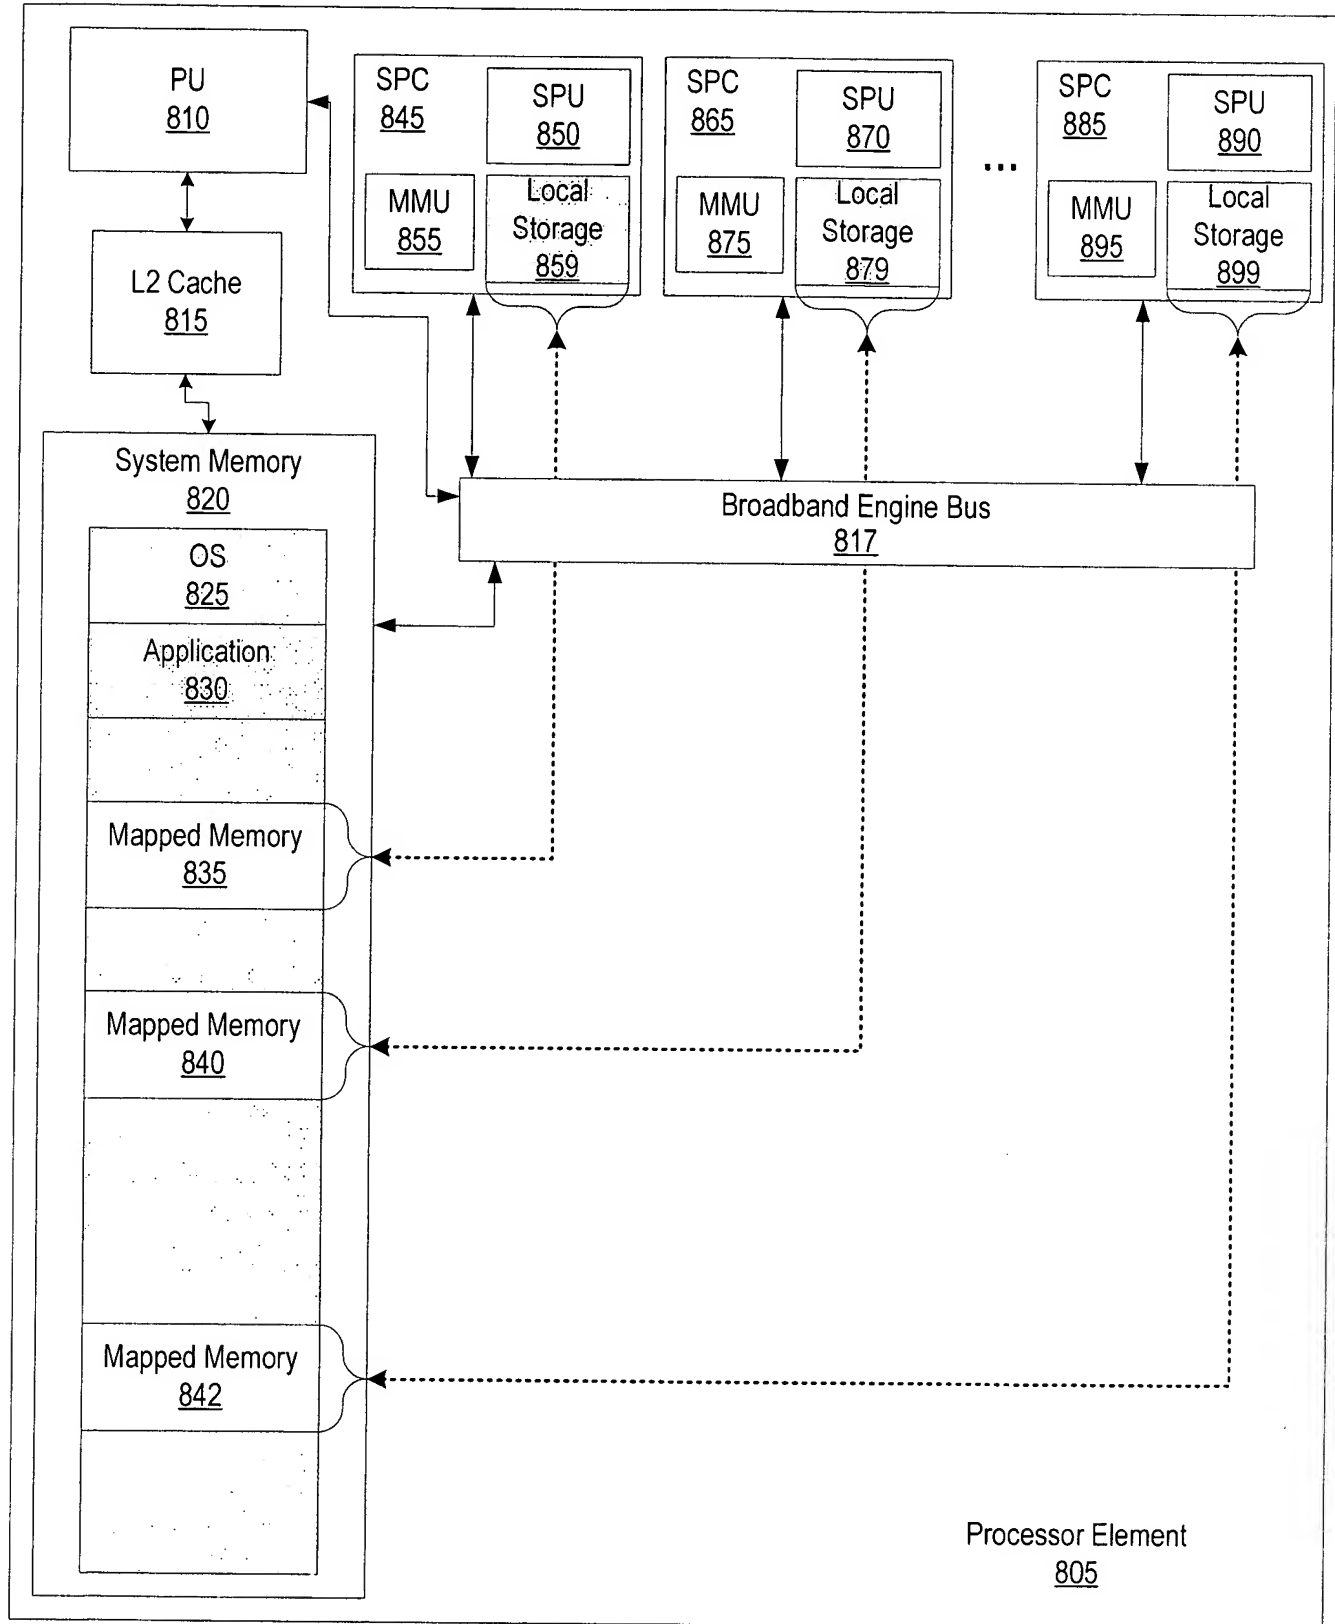 PU
810
SPC
845
SPU
850
MMU
855
Local
Storage
859
SPC
865
SPU
870
MMU
875
Local
Storage
879
...
SPC
885
SPU
890
MMU
895
Local
Storage
899
L2 Cache
815
System Memory
820
Broadband Engine Bus
817
OS
825
Application
830
Mapped Memory
835
Mapped Memory
840
Mapped Memory
842
Processor Element
805